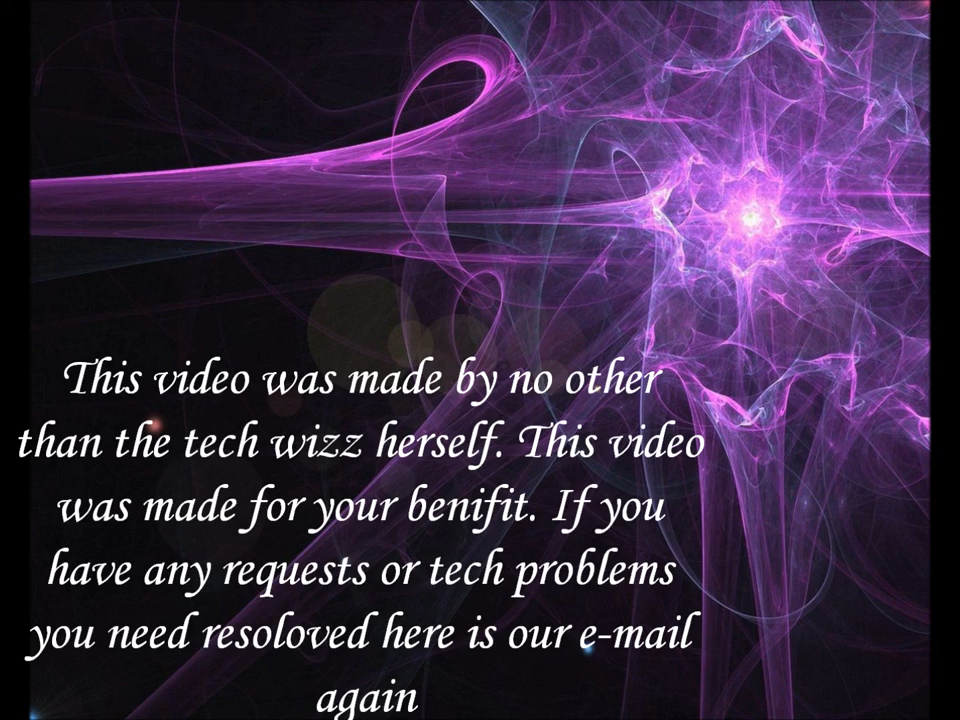 This video was made by no other
than the tech wizz herself. This video
was made for your benifit. If you
have any requests or tech problems
you need resoloved here is our e-mail
again